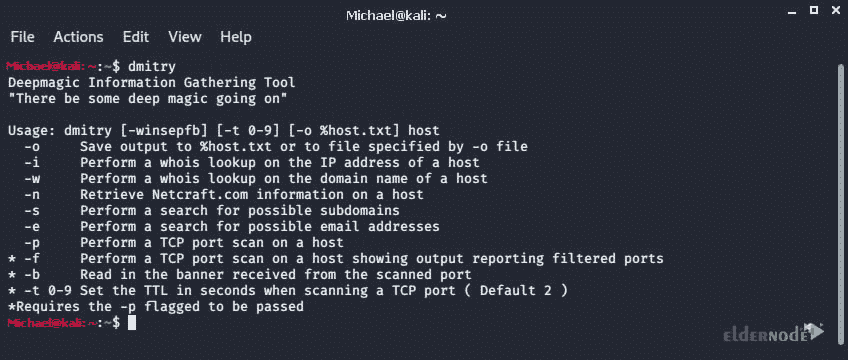 Michael@kali: ~
File Actions Edit View Help
Michael@kali:~$ dmitry
Deepmagic Information Gathering Tool
"There be some deep magic going on"
Usage: dmitry [-winsepfb] [-t 0-9] [-o %host.txt] host
-o Save output to %host.txt or to file specified by -o file
-i Perform a whois lookup on the IP address of a host
-w Perform a whois lookup on the domain name of a host
-n Retrieve Netcraft.com information on a host
-s Perform a search for possible subdomains
-e Perform a search for possible email addresses
-p Perform a TCP port scan on a host
* -f Perform a TCP port scan on a host showing output reporting filtered ports
* -b Read in the banner received from the scanned port
* -t 0-9 Set the TTL in seconds when scanning a TCP port ( Default 2 )
*Requires the -p flagged to be passed
Michael@kali:~$
eldernode